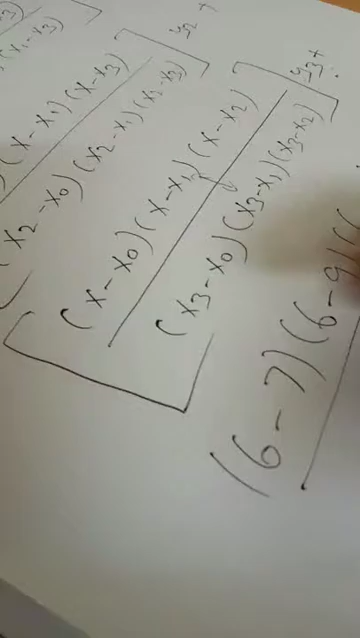 (x₁-x₃)
(x-x₁)(x-x₃)
(x₂-x₀)(x₂-x₁)(x₂-x₃)
y₂+
(x-x₀)(x-x₁)(x-x₂)
(x₃-x₀)(x₃-x₁)(x₃-x₂)
y₃+
(6-7)(6-9)(